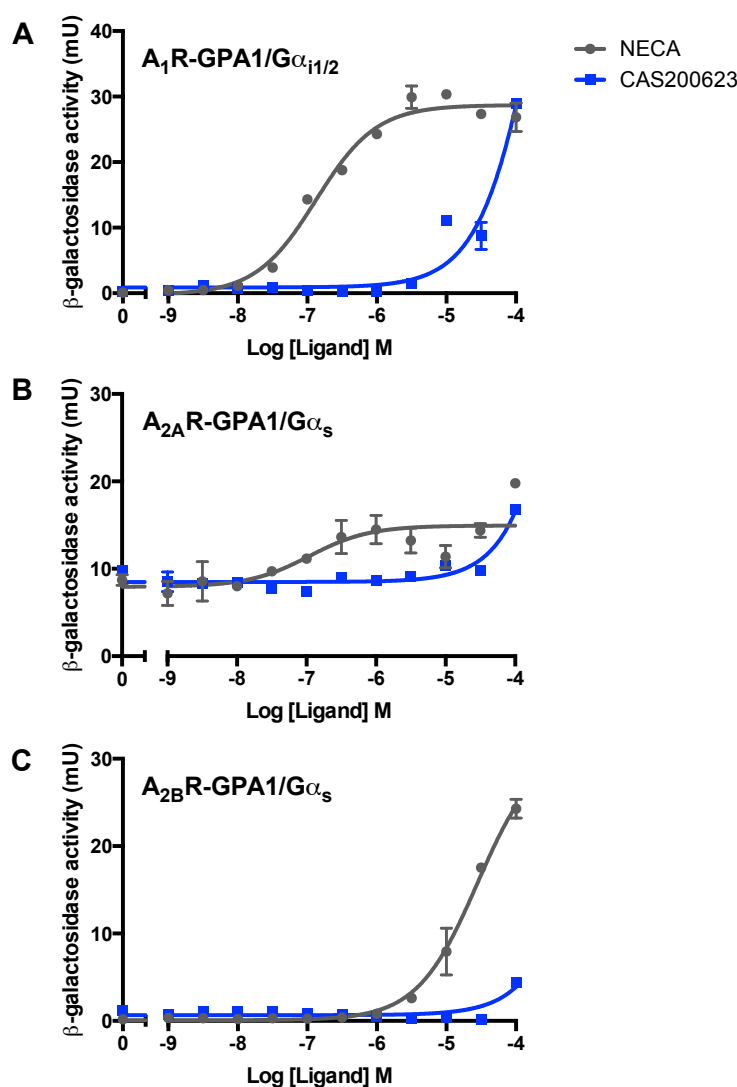 A
A₁R-GPA1/Gαi1/2
NECA
CAS200623
β-galactosidase activity (mU)
40
30
20
10
0
0 -9 -8 -7 -6 -5 -4
Log [Ligand] M
B
A₂AR-GPA1/Gαs
β-galactosidase activity (mU)
30
20
10
0
0 -9 -8 -7 -6 -5 -4
Log [Ligand] M
C
A₂BR-GPA1/Gαs
β-galactosidase activity (mU)
30
20
10
0
0 -9 -8 -7 -6 -5 -4
Log [Ligand] M